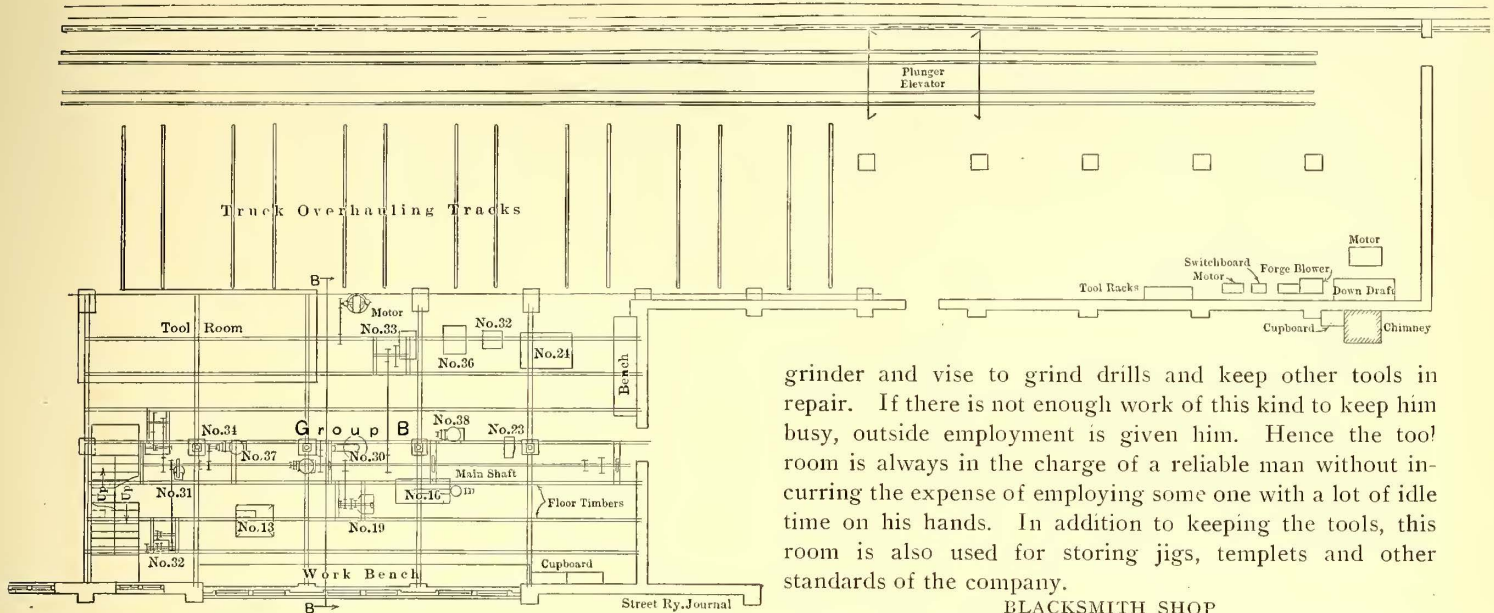 Plunger
Elevator
Truck Overhauling Tracks
Motor
Switchboard
Forge Blower
Motor
Tool Racks
Down Draft
Cupboard
Chimney
B
Motor
Tool Room
No.33
No.32
No.36
No.21
Bench
No.34
Group B
No.38
No.23
No.37
No.30
Main Shaft
Up
Up
No.31
No.16
m
Floor Timbers
No.13
No.19
No.32
Cupboard
Work Bench
B
Street Ry. Journal
grinder and vise to grind drills and keep other tools in
repair. If there is not enough work of this kind to keep him
busy, outside employment is given him. Hence the tool
room is always in the charge of a reliable man without in-
curring the expense of employing some one with a lot of idle
time on his hands. In addition to keeping the tools, this
room is also used for storing jigs, templets and other
standards of the company.
BLACKSMITH SHOP